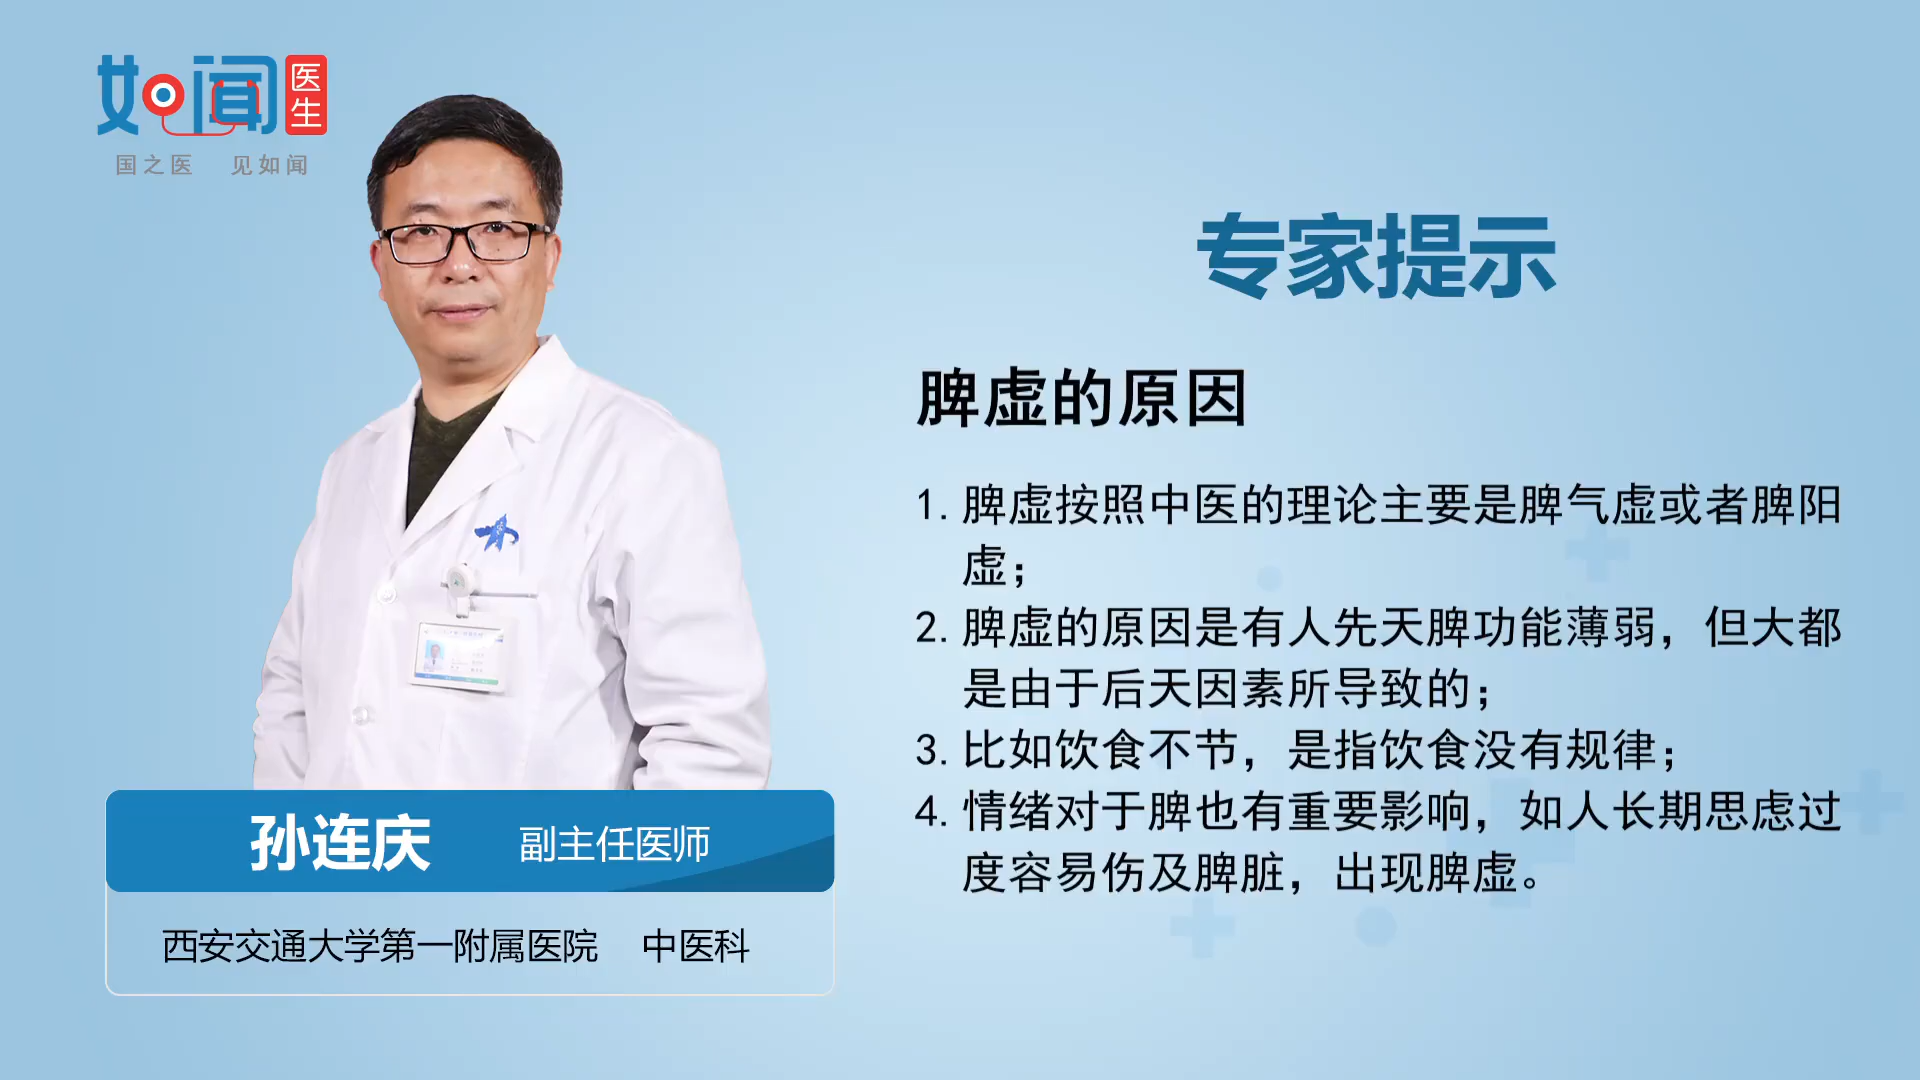 如闻医生
国之医 见如闻
专家提示
脾虚的原因
1. 脾虚按照中医的理论主要是脾气虚或者脾阳
虚；
2. 脾虚的原因是有人先天脾功能薄弱，但大都
是由于后天因素所导致的；
3. 比如饮食不节，是指饮食没有规律；
4. 情绪对于脾也有重要影响，如人长期思虑过
度容易伤及脾脏，出现脾虚。
孙连庆 副主任医师
西安交通大学第一附属医院 中医科